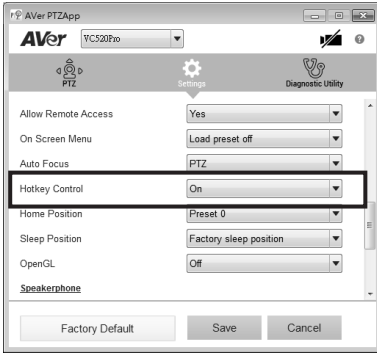 AVer PTZApp
AVer VC520Pro
PTZ Settings Diagnostic Utility
Allow Remote Access Yes
On Screen Menu Load preset off
Auto Focus PTZ
Hotkey Control On
Home Position Preset 0
Sleep Position Factory sleep position
OpenGL Off
Speakerphone
Factory Default Save Cancel